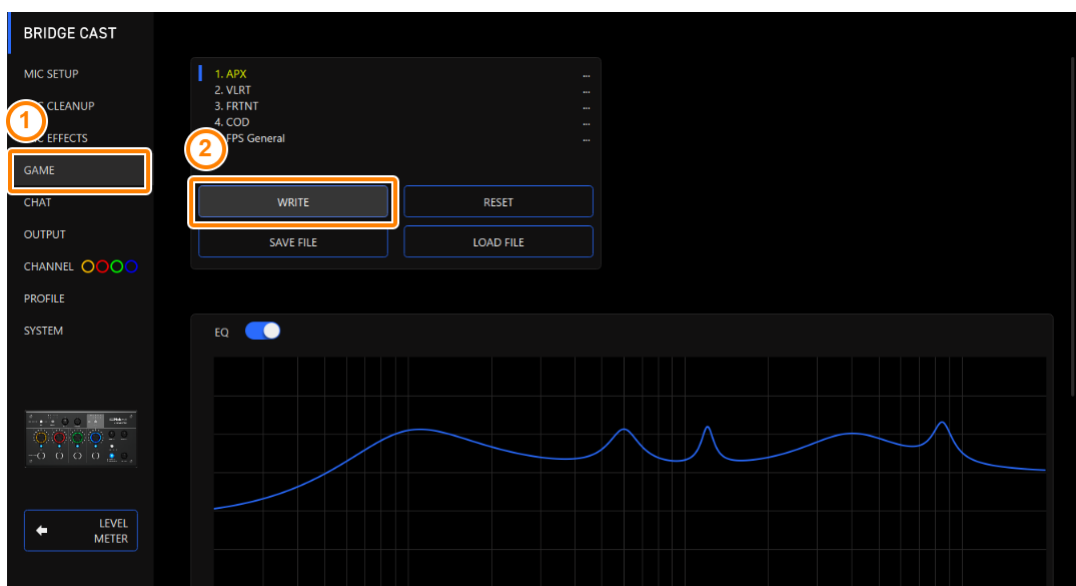 BRIDGE CAST
MIC SETUP
CLEANUP
EFFECTS
GAME
CHAT
OUTPUT
CHANNEL
PROFILE
SYSTEM
LEVEL
METER
1
2
1. APX ---
2. VLRT ---
3. FRTNT ---
4. COD ---
FPS General ---
WRITE
RESET
SAVE FILE
LOAD FILE
EQ